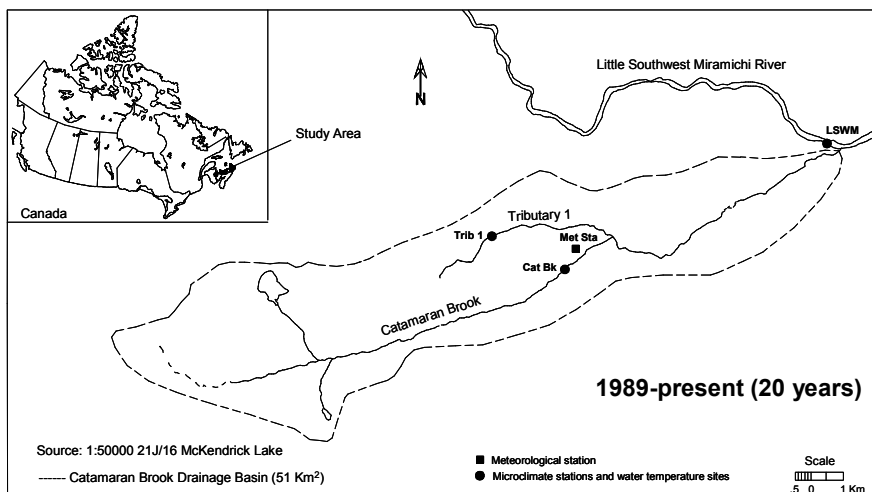 Little Southwest Miramichi River
N
LSWM
Study Area
Canada
Tributary 1
Trib 1
Met Sta
Cat Bk
Catamaran Brook
1989-present (20 years)
Source: 1:50000 21J/16 McKendrick Lake
------ Catamaran Brook Drainage Basin (51 Km²)
Meteorological station
Microclimate stations and water temperature sites
Scale
.5 0 1 Km